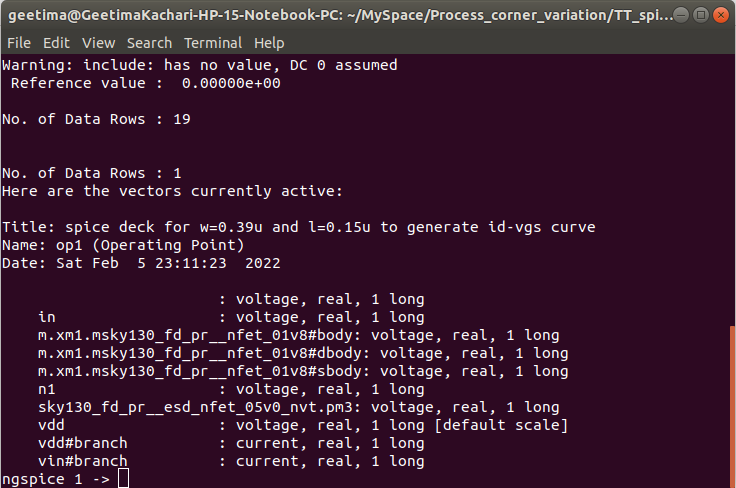 geetima@GeetimaKachari-HP-15-Notebook-PC: ~/MySpace/Process_corner_variation/TT_spi...
File Edit View Search Terminal Help
Warning: include: has no value, DC 0 assumed
 Reference value :  0.00000e+00
No. of Data Rows : 19
No. of Data Rows : 1
Here are the vectors currently active:
Title: spice deck for w=0.39u and l=0.15u to generate id-vgs curve
Name: op1 (Operating Point)
Date: Sat Feb  5 23:11:23  2022
                          : voltage, real, 1 long
    in                    : voltage, real, 1 long
    m.xm1.msky130_fd_pr__nfet_01v8#body: voltage, real, 1 long
    m.xm1.msky130_fd_pr__nfet_01v8#dbody: voltage, real, 1 long
    m.xm1.msky130_fd_pr__nfet_01v8#sbody: voltage, real, 1 long
    n1                    : voltage, real, 1 long
    sky130_fd_pr__esd_nfet_05v0_nvt.pm3: voltage, real, 1 long
    vdd                   : voltage, real, 1 long [default scale]
    vdd#branch            : current, real, 1 long
    vin#branch            : current, real, 1 long
ngspice 1 ->